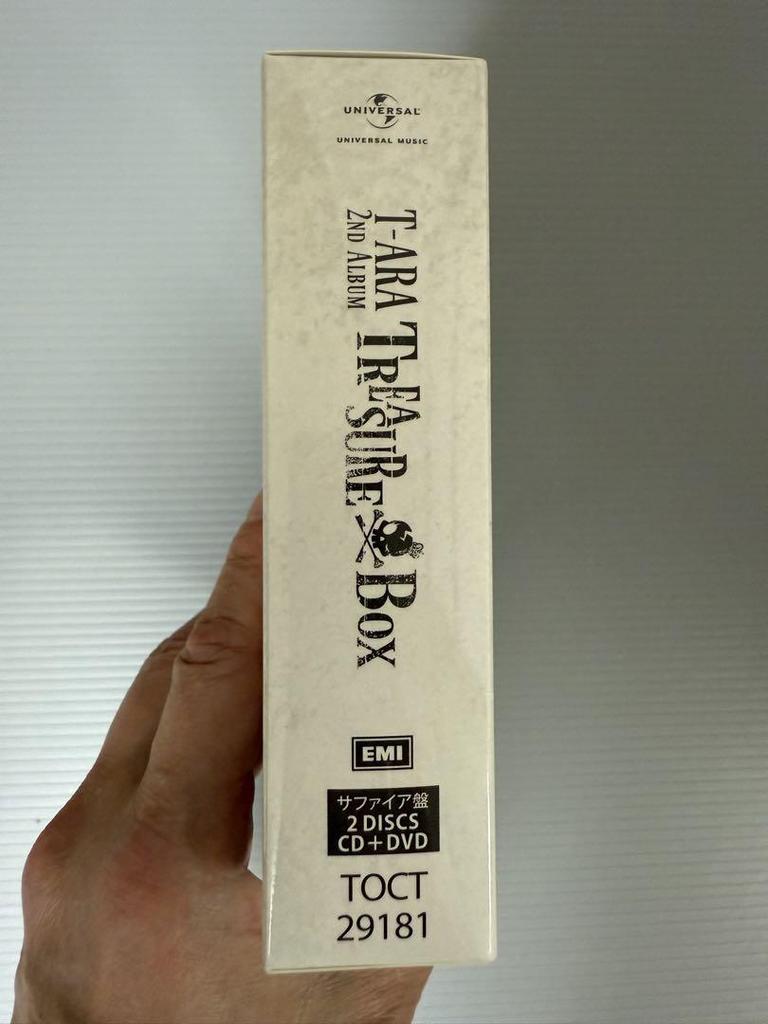 UNIVERSAL
UNIVERSAL MUSIC
T-ARA
2ND ALBUM
TREASURE BOX
EMI
サファイア盤
2 DISCS
CD+DVD
TOCT
29181